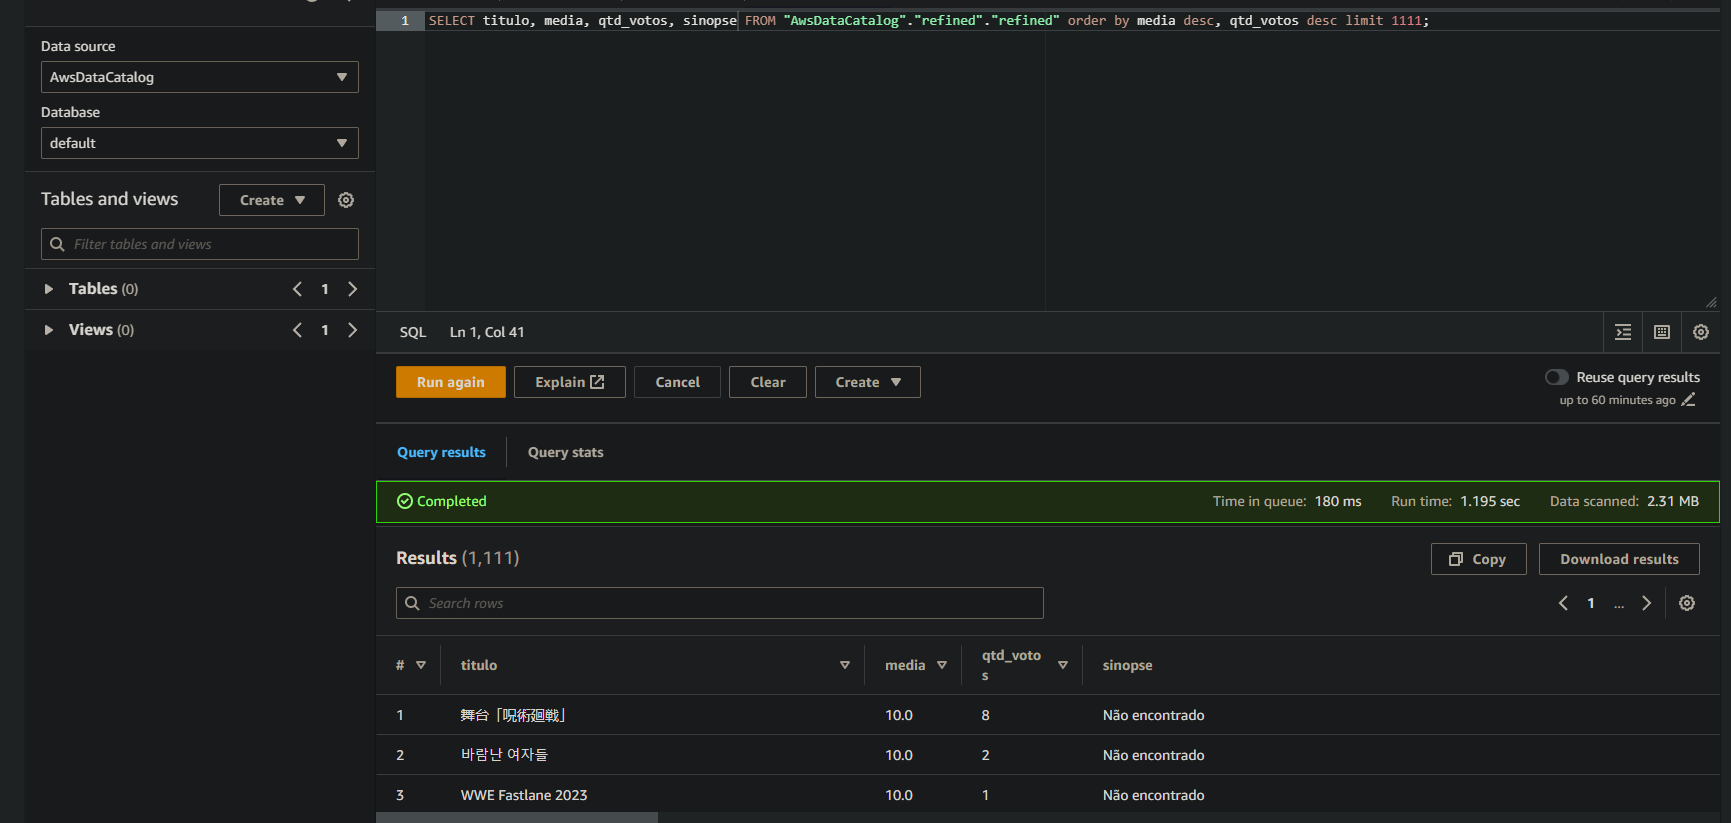 1 SELECT titulo, media, qtd_votos, sinopse FROM "AwsDataCatalog"."refined"."refined" order by media desc, qtd_votos desc limit 1111;
Data source
AwsDataCatalog
Database
default
Tables and views Create
Filter tables and views
Tables (0) 1
Views (0) 1
SQL Ln 1, Col 41
Run again Explain Cancel Clear Create
Reuse query results
up to 60 minutes ago
Query results Query stats
Completed Time in queue: 180 ms Run time: 1.195 sec Data scanned: 2.31 MB
Results (1,111) Copy Download results
Search rows 1 ...
# titulo media qtd_voto
s sinopse
1 舞台「呪術廻戦」 10.0 8 Não encontrado
2 바람난 여자들 10.0 2 Não encontrado
3 WWE Fastlane 2023 10.0 1 Não encontrado